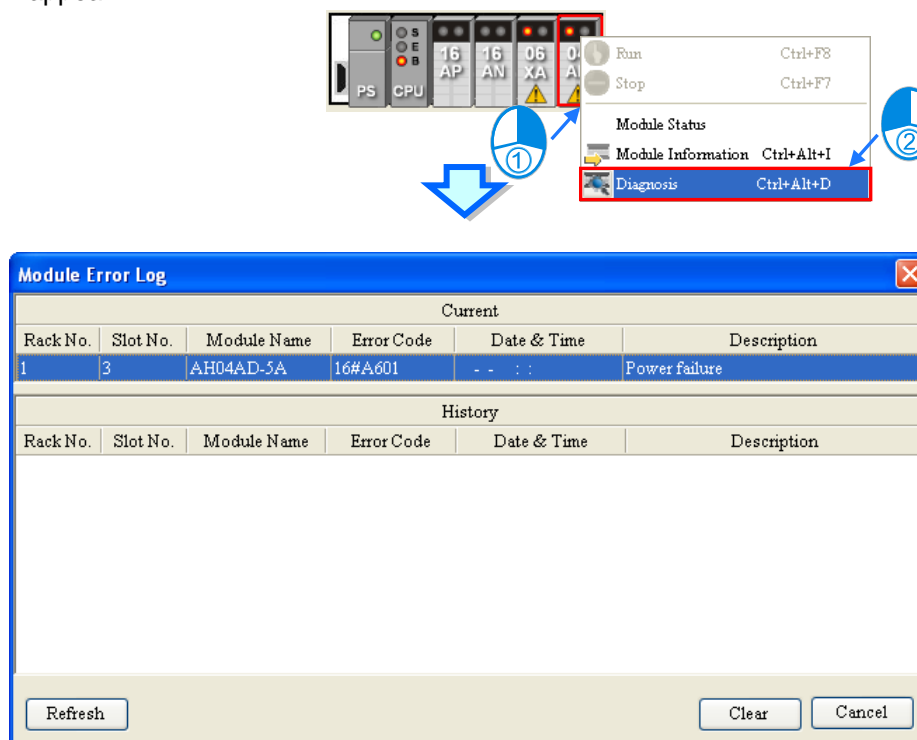 S
E
B
16 16 06
AP AN XA
PS CPU
Run Ctrl+F8
Stop Ctrl+F7
Module Status
Module Information Ctrl+Alt+I
Diagnosis Ctrl+Alt+D
①
②
Module Error Log
Current
Rack No. Slot No. Module Name Error Code Date & Time Description
1 3 AH04AD-5A 16#A601 - - : : Power failure
History
Rack No. Slot No. Module Name Error Code Date & Time Description
Refresh Clear Cancel